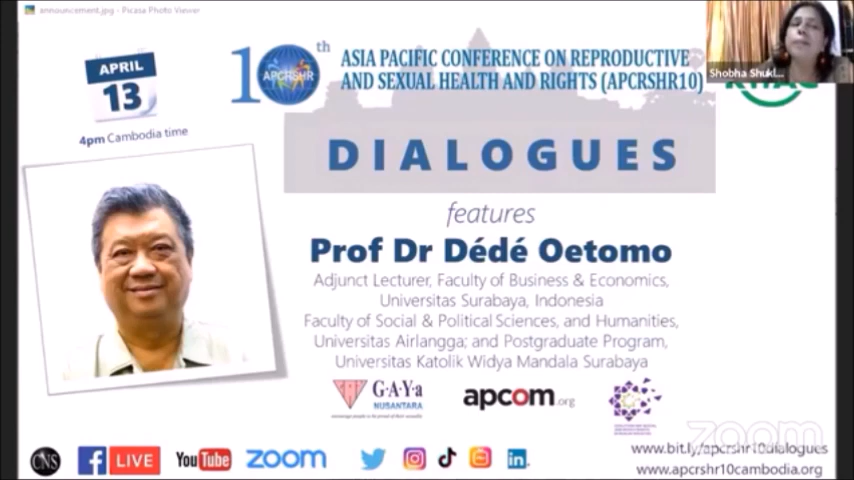 announcement.jpg - Picasa Photo Viewer
Shobha Shukl...
APRIL
13
4pm Cambodia time
10th
APCRSHR
ASIA PACIFIC CONFERENCE ON REPRODUCTIVE
AND SEXUAL HEALTH AND RIGHTS (APCRSHR10)
DIALOGUES
features
Prof Dr Dédé Oetomo
Adjunct Lecturer, Faculty of Business & Economics,
Universitas Surabaya, Indonesia
Faculty of Social & Political Sciences, and Humanities,
Universitas Airlangga; and Postgraduate Program,
Universitas Katolik Widya Mandala Surabaya
G·A·Y·a
NUSANTARA
apcom.org
zoom
CNS
LIVE
YouTube
zoom
www.bit.ly/apcrshr10dialogues
www.apcrshr10cambodia.org